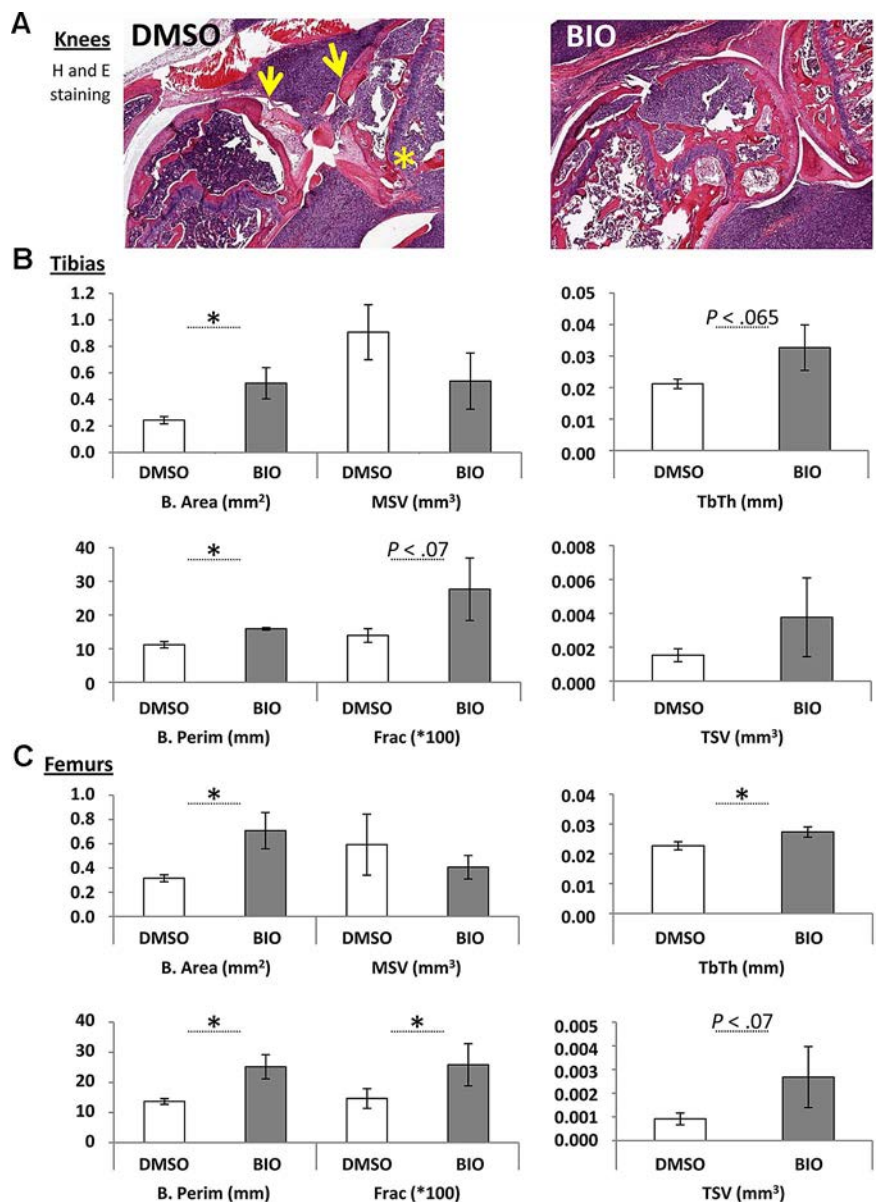 A
Knees
H and E
staining
DMSO
BIO
*
B Tibias
1.2
1.0
0.8
0.6
0.4
0.2
0.0
*
DMSO BIO DMSO BIO
B. Area (mm²) MSV (mm³)
0.05
0.04
0.03
0.02
0.01
0.00
P < .065
DMSO BIO
TbTh (mm)
40
30
20
10
0
*
P < .07
DMSO BIO DMSO BIO
B. Perim (mm) Frac (*100)
0.008
0.006
0.004
0.002
0.000
DMSO BIO
TSV (mm³)
C Femurs
1.0
0.8
0.6
0.4
0.2
0.0
*
DMSO BIO DMSO BIO
B. Area (mm²) MSV (mm³)
0.04
0.03
0.02
0.01
0.00
*
DMSO BIO
TbTh (mm)
40
30
20
10
0
* *
DMSO BIO DMSO BIO
B. Perim (mm) Frac (*100)
0.005
0.004
0.003
0.002
0.001
0.000
P < .07
DMSO BIO
TSV (mm³)